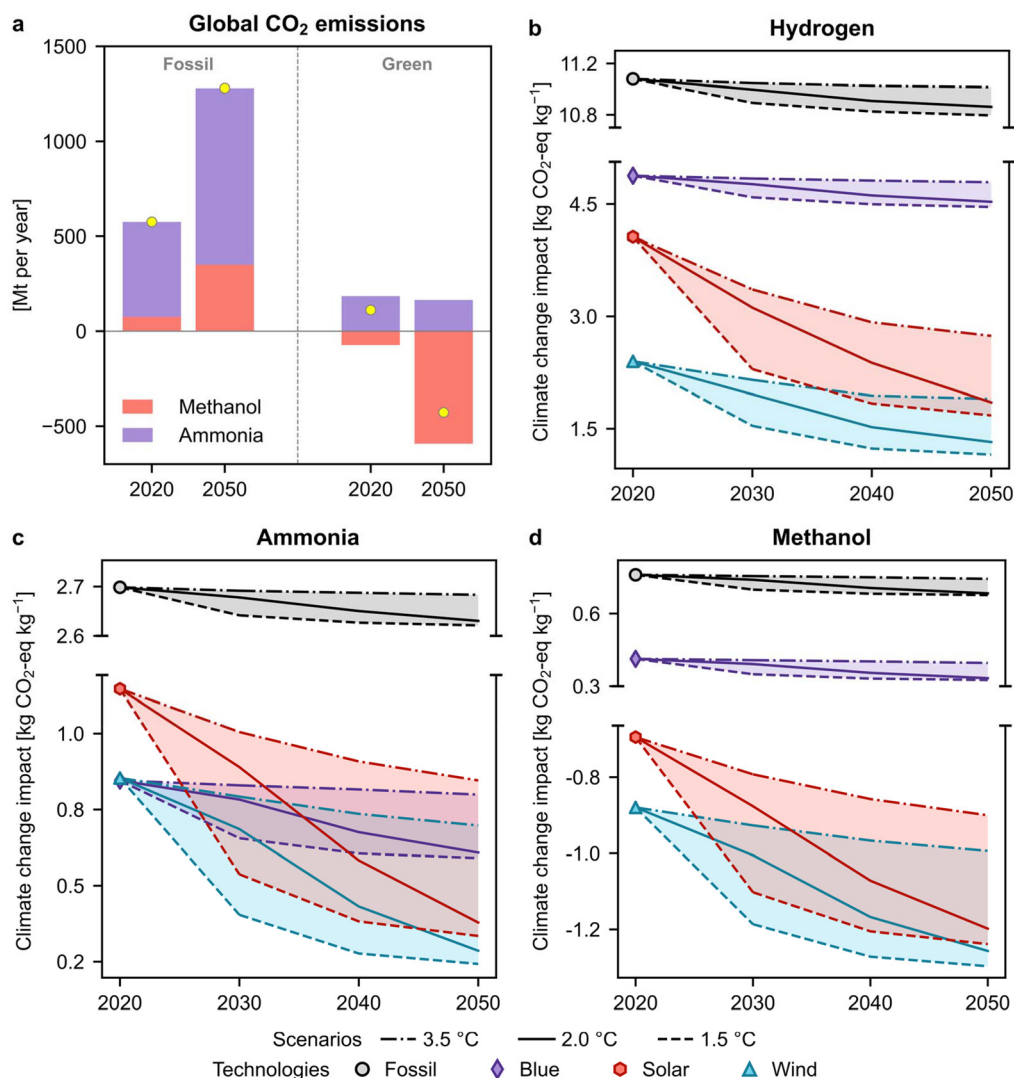 a
Global CO₂ emissions
1500
1000
500
0
−500
[Mt per year]
Fossil
Green
Methanol
Ammonia
2020
2050
2020
2050
b
Hydrogen
11.2
10.8
4.5
3.0
1.5
Climate change impact [kg CO₂-eq kg⁻¹]
2020
2030
2040
2050
c
Ammonia
2.7
2.6
1.0
0.8
0.5
0.2
Climate change impact [kg CO₂-eq kg⁻¹]
2020
2030
2040
2050
d
Methanol
0.6
0.3
-0.8
-1.0
-1.2
Climate change impact [kg CO₂-eq kg⁻¹]
2020
2030
2040
2050
Scenarios 3.5 °C 2.0 °C 1.5 °C
Technologies Fossil Blue Solar Wind